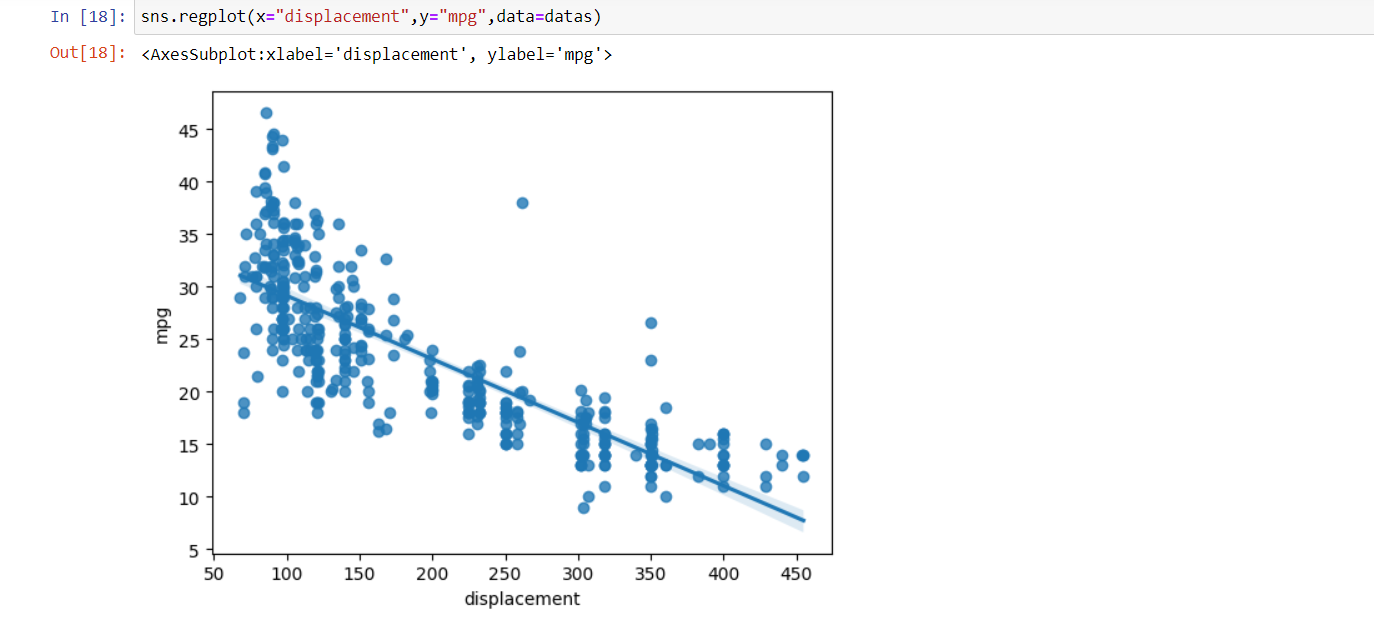 In [18]: sns.regplot(x="displacement",y="mpg",data=datas)
Out[18]: <AxesSubplot:xlabel='displacement', ylabel='mpg'>
45
40
35
30
25
20
15
10
5
mpg
50 100 150 200 250 300 350 400 450
displacement